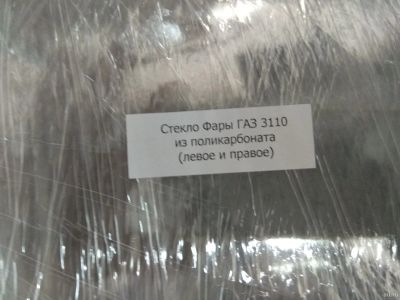 Стекло Фары ГАЗ 3110
из поликарбоната
(левое и правое)